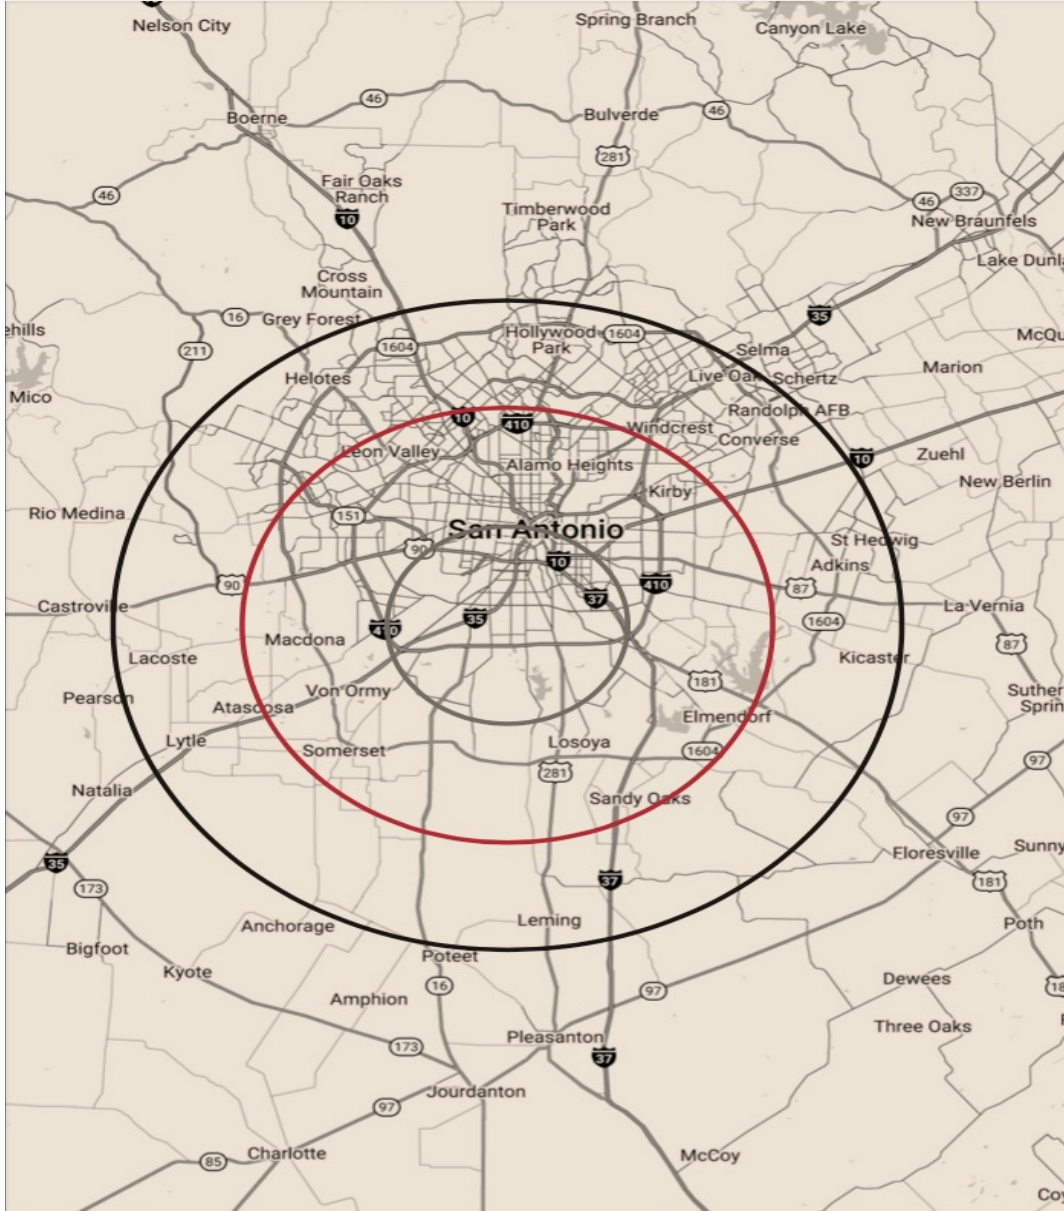 Nelson City
Spring Branch
Canyon Lake
46
Boerne
Bulverde
46
281
Fair Oaks
Ranch
46
10
337
46
Timberwood
Park
New Braunfels
Lake Dunla
Cross
Mountain
16
Grey Forest
35
ehills
211
1604
Hollywood
Park
1604
McQu
Selma
Marion
Helotes
Live Oak
Schertz
Mico
Randolph AFB
10
410
Windcrest
Converse
Leon Valley
Alamo Heights
10
Zuehl
Kirby
New Berlin
Rio Medina
151
San Antonio
St Hedwig
90
10
Adkins
90
410
87
37
Castroville
La Vernia
35
410
1604
Macdona
87
Lacoste
Kicaster
181
Pearson
Von Ormy
Suther
Sprin
Atascosa
Elmendorf
Lytle
Somerset
Losoya
1604
97
281
Natalia
Sandy Oaks
97
Sunny
Floresville
35
173
37
181
Anchorage
Leming
Poth
Bigfoot
Poteet
Kyote
16
97
Dewees
18
Amphion
Three Oaks
Pleasanton
173
37
Jourdanton
97
Charlotte
85
McCoy
Coy